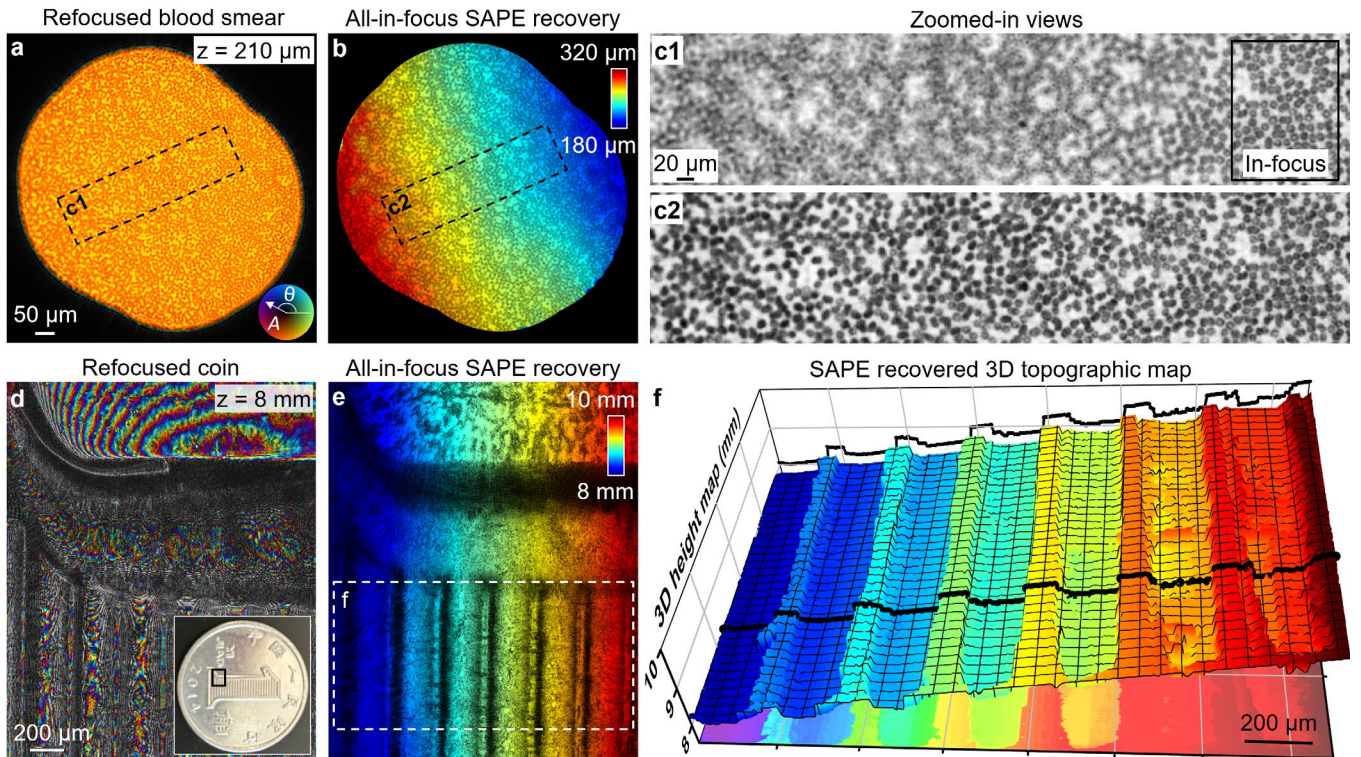 Refocused blood smear
All-in-focus SAPE recovery
Zoomed-in views
a
z = 210 µm
c1
50 µm
θ
A
b
320 µm
180 µm
c2
c1
20 µm
In-focus
c2
Refocused coin
All-in-focus SAPE recovery
SAPE recovered 3D topographic map
d
z = 8 mm
200 µm
2014
e
10 mm
8 mm
f
f
3D height map (mm)
10
9
8
200 µm